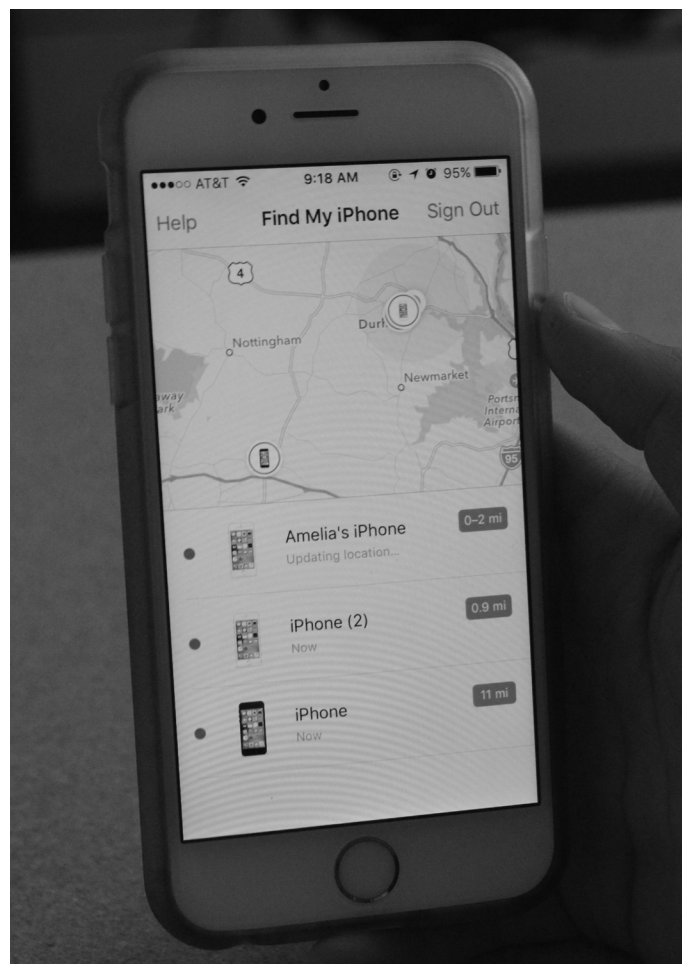 AT&T 9:18 AM 95%
Help Find My iPhone Sign Out
4
Nottingham
Newmarket
95
Amelia's iPhone 0–2 mi
Updating location...
iPhone (2) 0.9 mi
Now
iPhone 11 mi
Now